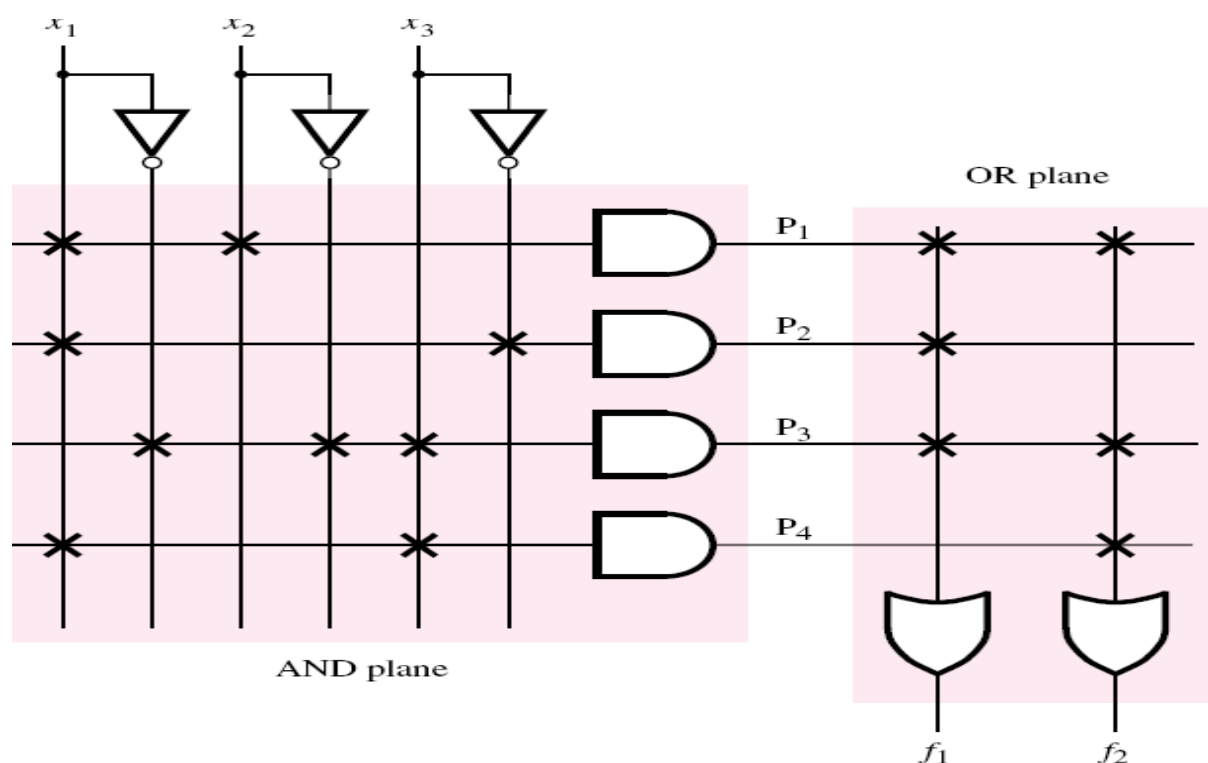 x₁ x₂ x₃
OR plane
P₁
P₂
P₃
P₄
AND plane
f₁ f₂